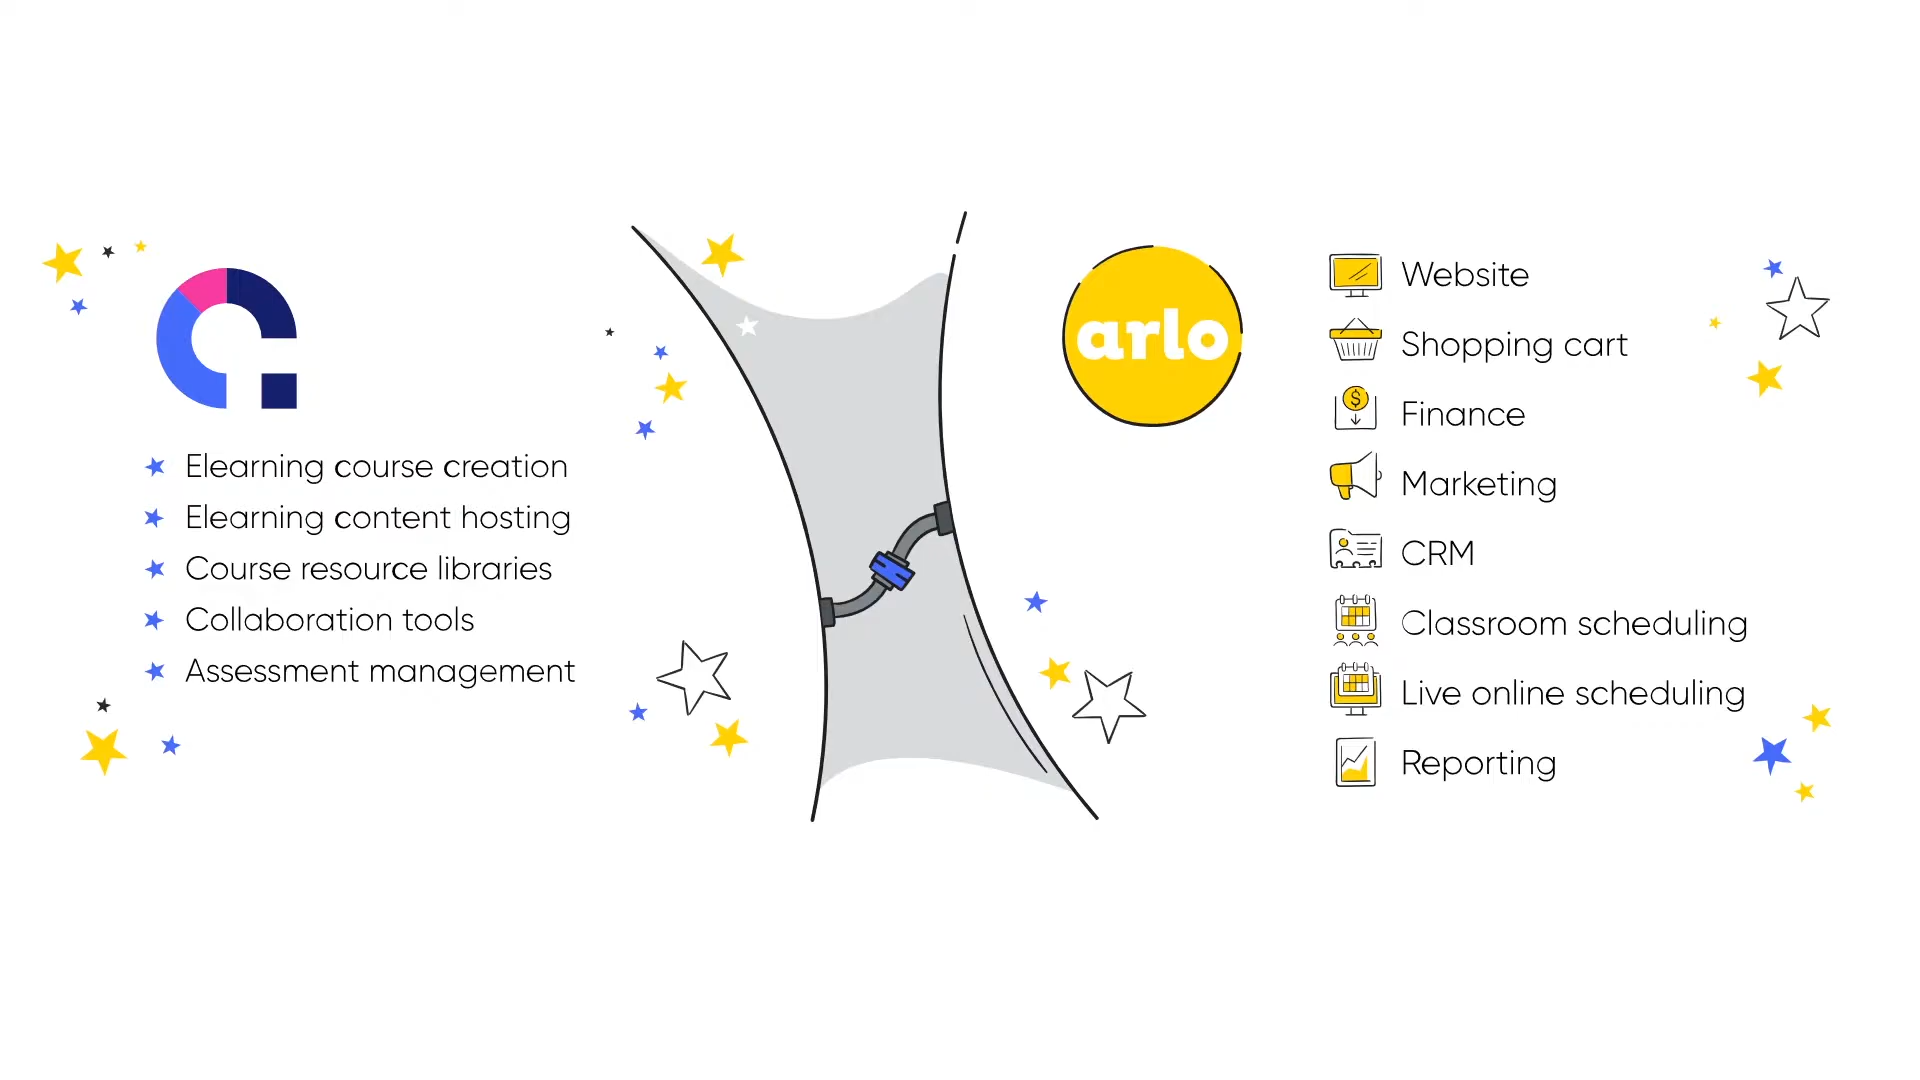 Elearning course creation
Elearning content hosting
Course resource libraries
Collaboration tools
Assessment management
arlo
Website
Shopping cart
$
Finance
Marketing
CRM
Classroom scheduling
Live online scheduling
Reporting